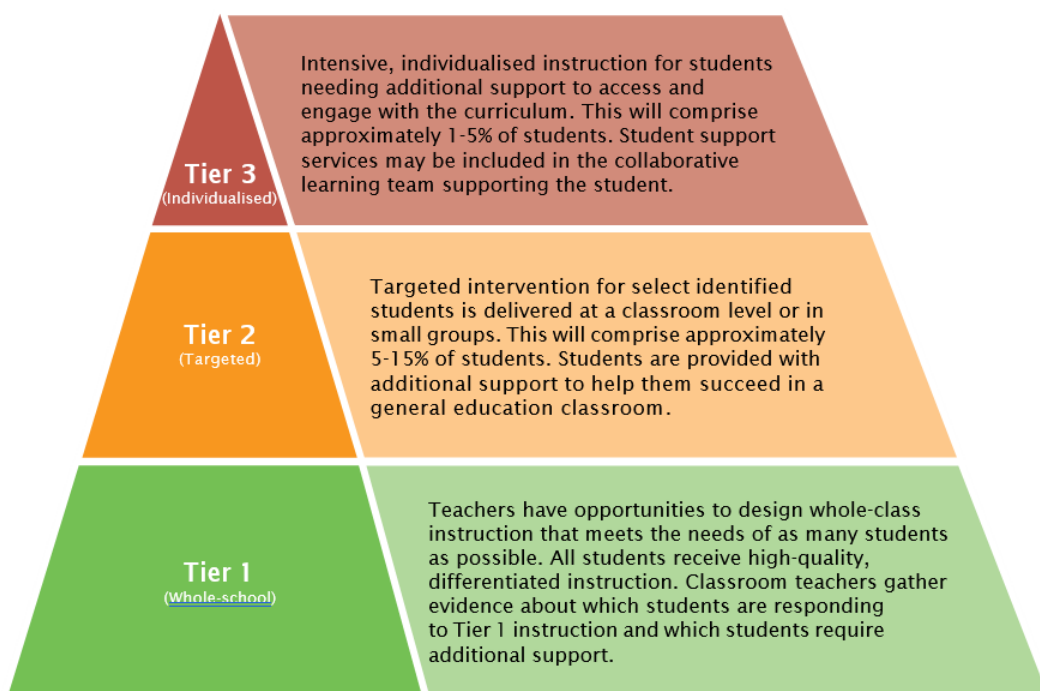 Tier 3
(Individualised)
Intensive, individualised instruction for students
needing additional support to access and
engage with the curriculum. This will comprise
approximately 1-5% of students. Student support
services may be included in the collaborative
learning team supporting the student.
Tier 2
(Targeted)
Targeted intervention for select identified
students is delivered at a classroom level or in
small groups. This will comprise approximately
5-15% of students. Students are provided with
additional support to help them succeed in a
general education classroom.
Tier 1
(Whole-school)
Teachers have opportunities to design whole-class
instruction that meets the needs of as many students
as possible. All students receive high-quality,
differentiated instruction. Classroom teachers gather
evidence about which students are responding
to Tier 1 instruction and which students require
additional support.